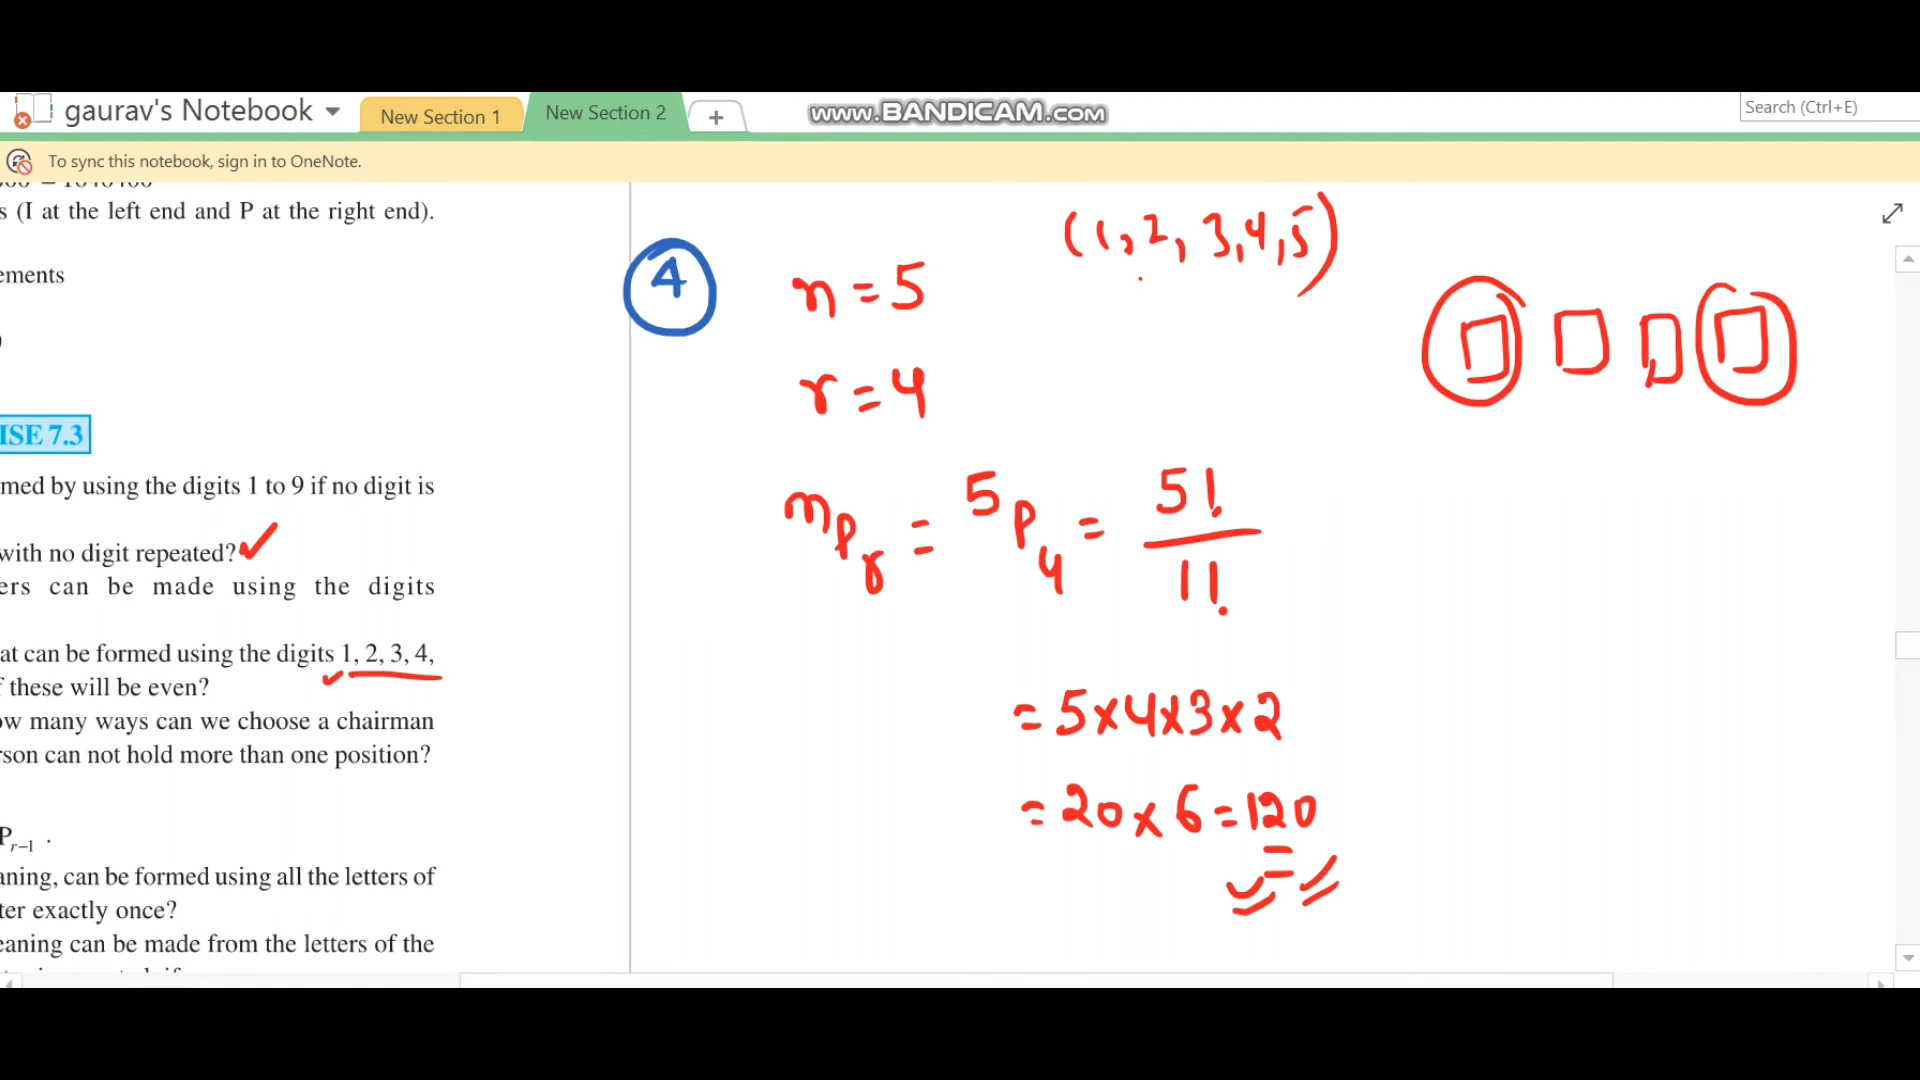 gaurav's Notebook
New Section 1
New Section 2
+
www.BANDICAM.com
Search (Ctrl+E)
To sync this notebook, sign in to OneNote.
s (I at the left end and P at the right end).
ements
)
ISE 7.3
med by using the digits 1 to 9 if no digit is
with no digit repeated?
ers can be made using the digits
at can be formed using the digits 1, 2, 3, 4,
f these will be even?
ow many ways can we choose a chairman
rson can not hold more than one position?
P r–1 .
aning, can be formed using all the letters of
ter exactly once?
eaning can be made from the letters of the
4
(1, 2, 3, 4, 5)
n = 5
r = 4
nPr = 5P4 = 5! / 1!
= 5 × 4 × 3 × 2
= 20 × 6 = 120